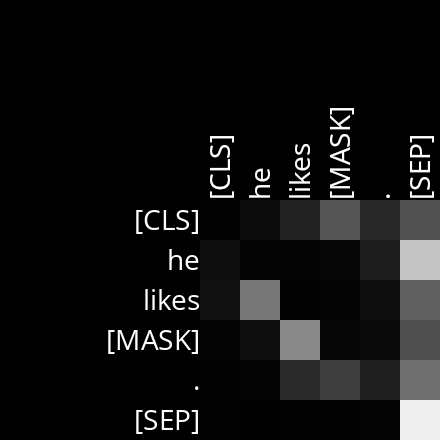 [CLS]
he
likes
[MASK]
.
[SEP]
[CLS]
he
likes
[MASK]
.
[SEP]